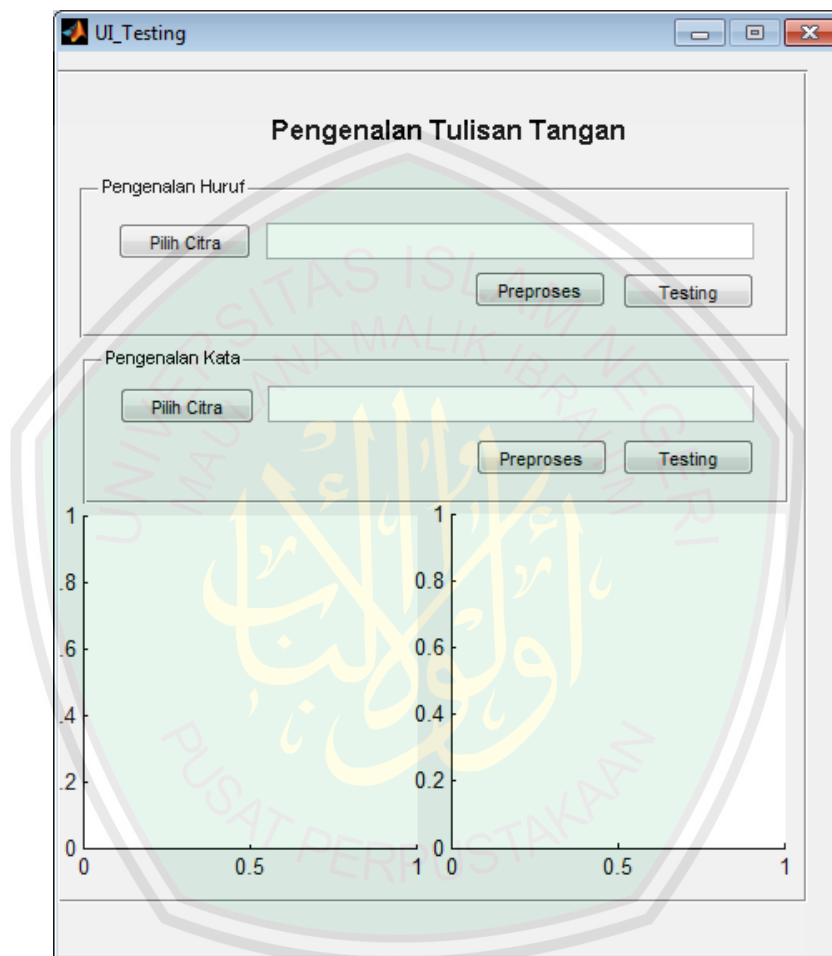 UI_Testing
Pengenalan Tulisan Tangan
Pengenalan Huruf
Pilih Citra
Preproses Testing
Pengenalan Kata
Pilih Citra
Preproses Testing
1 1
.8 0.8
.6 0.6
.4 0.4
.2 0.2
0 0
0 0.5 1 0 0.5 1
UNIVERSITAS ISLAM NEGERI
MAULANA MALIK IBRAHIM
أولو الألباب
PUSAT PERPUSTAKAAN